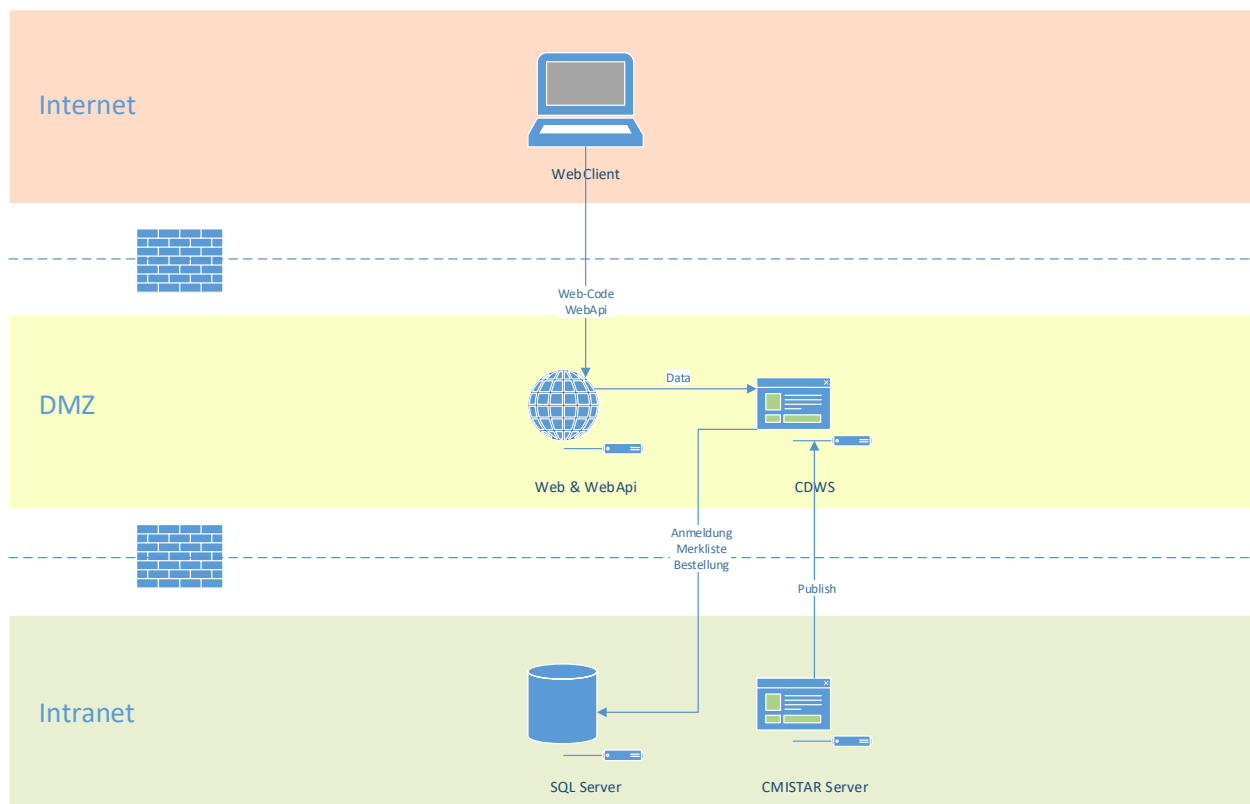 Internet
WebClient
Web-Code
WebApi
DMZ
Data
Web & WebApi
CDWS
Anmeldung
Merkliste
Bestellung
Publish
Intranet
SQL Server
CMISTAR Server